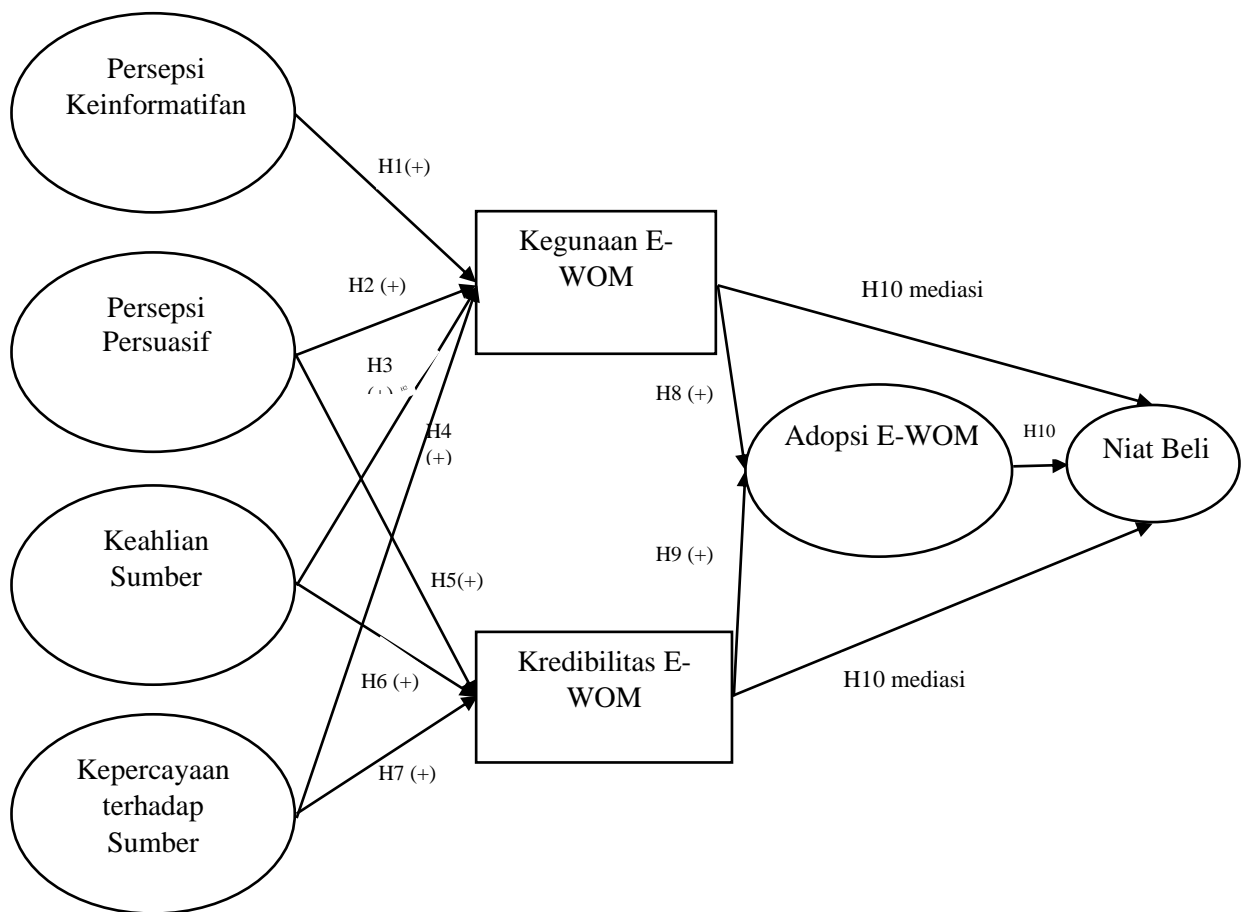 Persepsi
Keinformatifan
H1(+)
Kegunaan E-
WOM
Persepsi
Persuasif
H2 (+)
H10 mediasi
H3
(+)
H4
(+)
H8 (+)
Adopsi E-WOM
H10
Niat Beli
Keahlian
Sumber
H5(+)
H9 (+)
Kredibilitas E-
WOM
H6 (+)
H10 mediasi
Kepercayaan
terhadap
Sumber
H7 (+)